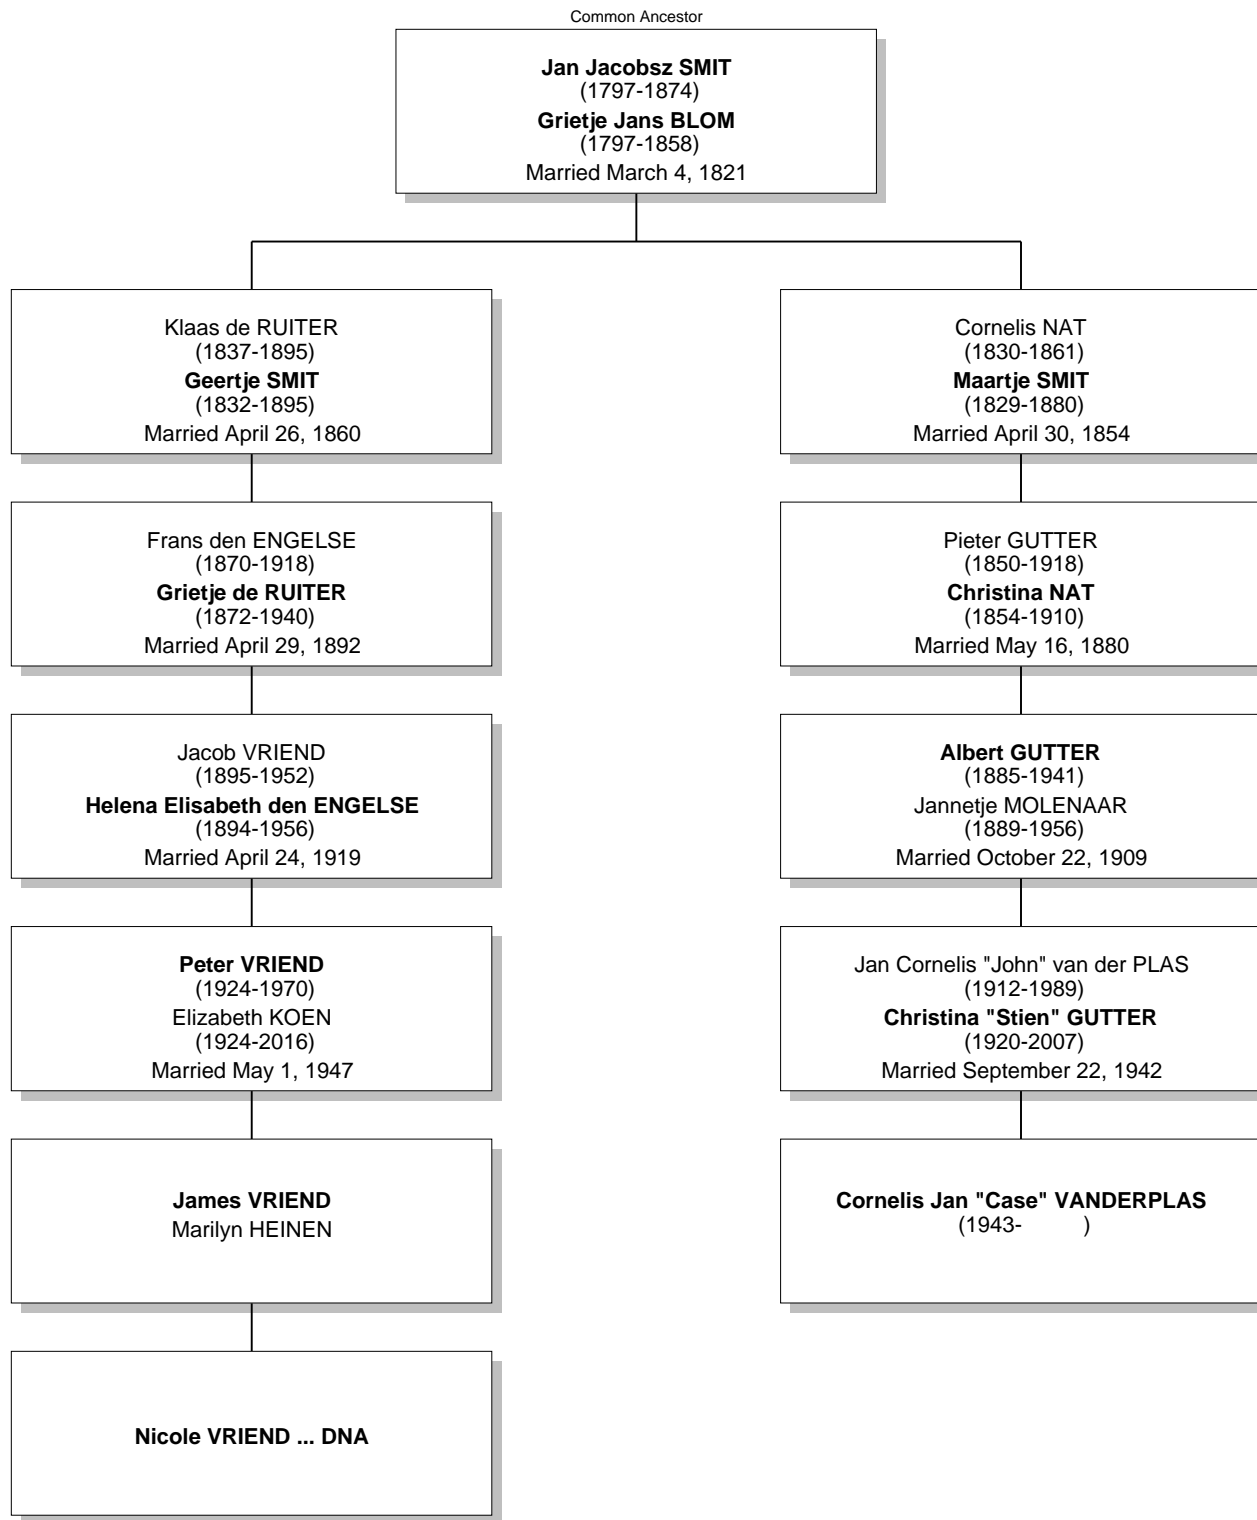 Common Ancestor
Jan Jacobsz SMIT
(1797-1874)
Grietje Jans BLOM
(1797-1858)
Married March 4, 1821
Klaas de RUITER
(1837-1895)
Geertje SMIT
(1832-1895)
Married April 26, 1860
Cornelis NAT
(1830-1861)
Maartje SMIT
(1829-1880)
Married April 30, 1854
Frans den ENGELSE
(1870-1918)
Grietje de RUITER
(1872-1940)
Married April 29, 1892
Pieter GUTTER
(1850-1918)
Christina NAT
(1854-1910)
Married May 16, 1880
Jacob VRIEND
(1895-1952)
Helena Elisabeth den ENGELSE
(1894-1956)
Married April 24, 1919
Albert GUTTER
(1885-1941)
Jannetje MOLENAAR
(1889-1956)
Married October 22, 1909
Peter VRIEND
(1924-1970)
Elizabeth KOEN
(1924-2016)
Married May 1, 1947
Jan Cornelis "John" van der PLAS
(1912-1989)
Christina "Stien" GUTTER
(1920-2007)
Married September 22, 1942
James VRIEND
Marilyn HEINEN
Cornelis Jan "Case" VANDERPLAS
(1943-          )
Nicole VRIEND ... DNA